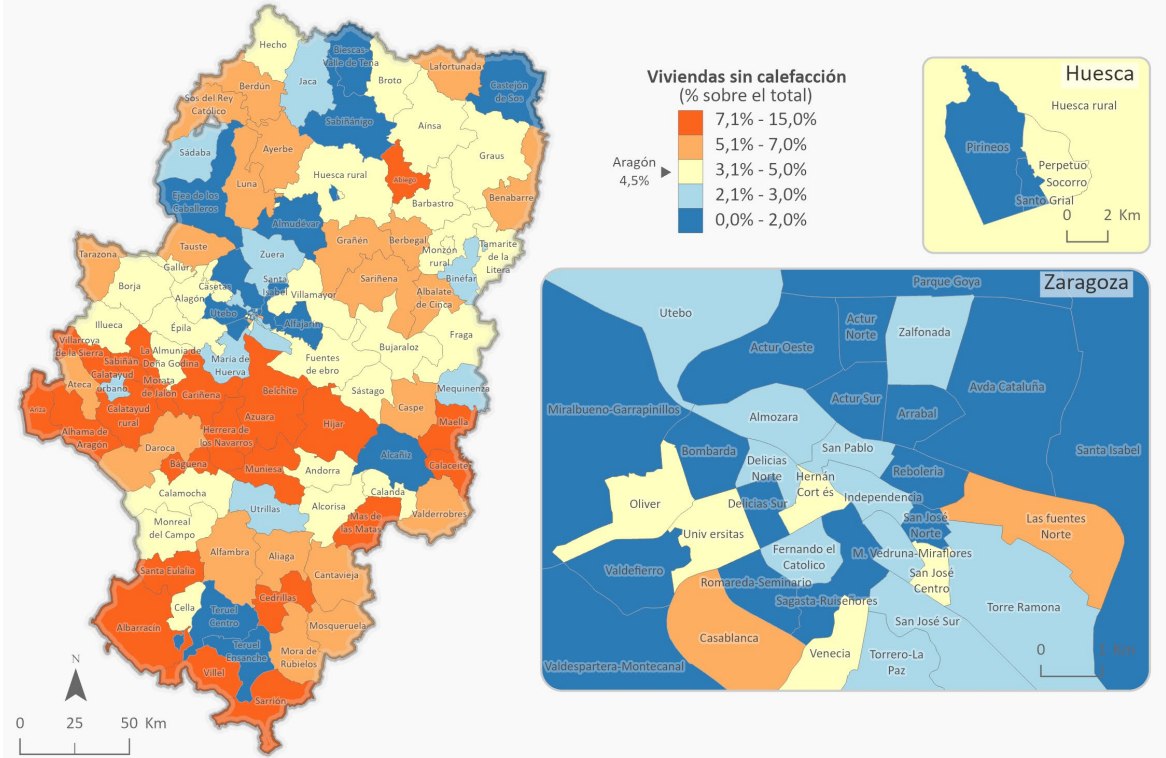 Viviendas sin calefacción
(% sobre el total)
7,1% - 15,0%
5,1% - 7,0%
3,1% - 5,0%
2,1% - 3,0%
0,0% - 2,0%
Aragón
4,5%
Hecho
Biescas-
Valle de Tena
Jaca
Broto
Lafortunada
Castejón
de Sos
Berdún
Sos del Rey
Católico
Sabiñánigo
Aínsa
Sádaba
Ayerbe
Graus
Huesca rural
Abiego
Luna
Ejea de los
Caballeros
Benabarre
Barbastro
Almudévar
Tauste
Grañén
Berbegal
Monzón
rural
Tamarite
de la
Litera
Tarazona
Zuera
Gallur
Binéfar
Santa
Isabel
Sariñena
Borja
Caseta
Villamayor
Albalate
de Cinca
Alagón
Utebo
Alfajarín
Illueca
Épila
Fraga
Villarroya
de la Sierra
Bujaraloz
La Almunia de
Doña Godina
María de
Huerva
Fuentes
de ebro
Sabiñán
Calatayud
urbano
Ateca
Morata
de Jalón
Cariñena
Belchite
Sástago
Mequinenza
Ariza
Calatayud
rural
Azuara
Caspe
Maella
Alhama de
Aragón
Herrera de
los Navarros
Híjar
Daroca
Alcañiz
Báguena
Muniesa
Andorra
Calaceite
Calamocha
Calanda
Utrillas
Alcorisa
Valderrobres
Mas de
las Matas
Monreal
del Campo
Alfambra
Aliaga
Santa Eulalia
Cantavieja
Cedrillas
Cella
Teruel
Centro
Albarracín
Mosqueruela
Teruel
Ensanche
Mora de
Rubielos
Villel
Sarrión
N
0 25 50 Km
Huesca
Huesca rural
Pirineos
Perpetuo
Socorro
Santo Grial
0 2 Km
Zaragoza
Parque Goya
Utebo
Actur
Norte
Zalfonada
Actur Oeste
Avda Cataluña
Actur Sur
Miralbueno-Garrapinillos
Almozara
Arrabal
Santa Isabel
Bombarda
San Pablo
Delicias
Norte
Rebolería
Hernán
Cort és
Oliver
Delicias Sur
Independencia
Las fuentes
Norte
Univ ersitas
San José
Norte
Fernando el
Catolico
M. Vedruna-Miraflores
Valdefierro
Romareda-Seminario
San José
Centro
Sagasta-Ruiseñores
Torre Ramona
San José Sur
Casablanca
Venecia
Torrero-La
Paz
Valdespartera-Montecanal
0 1 Km